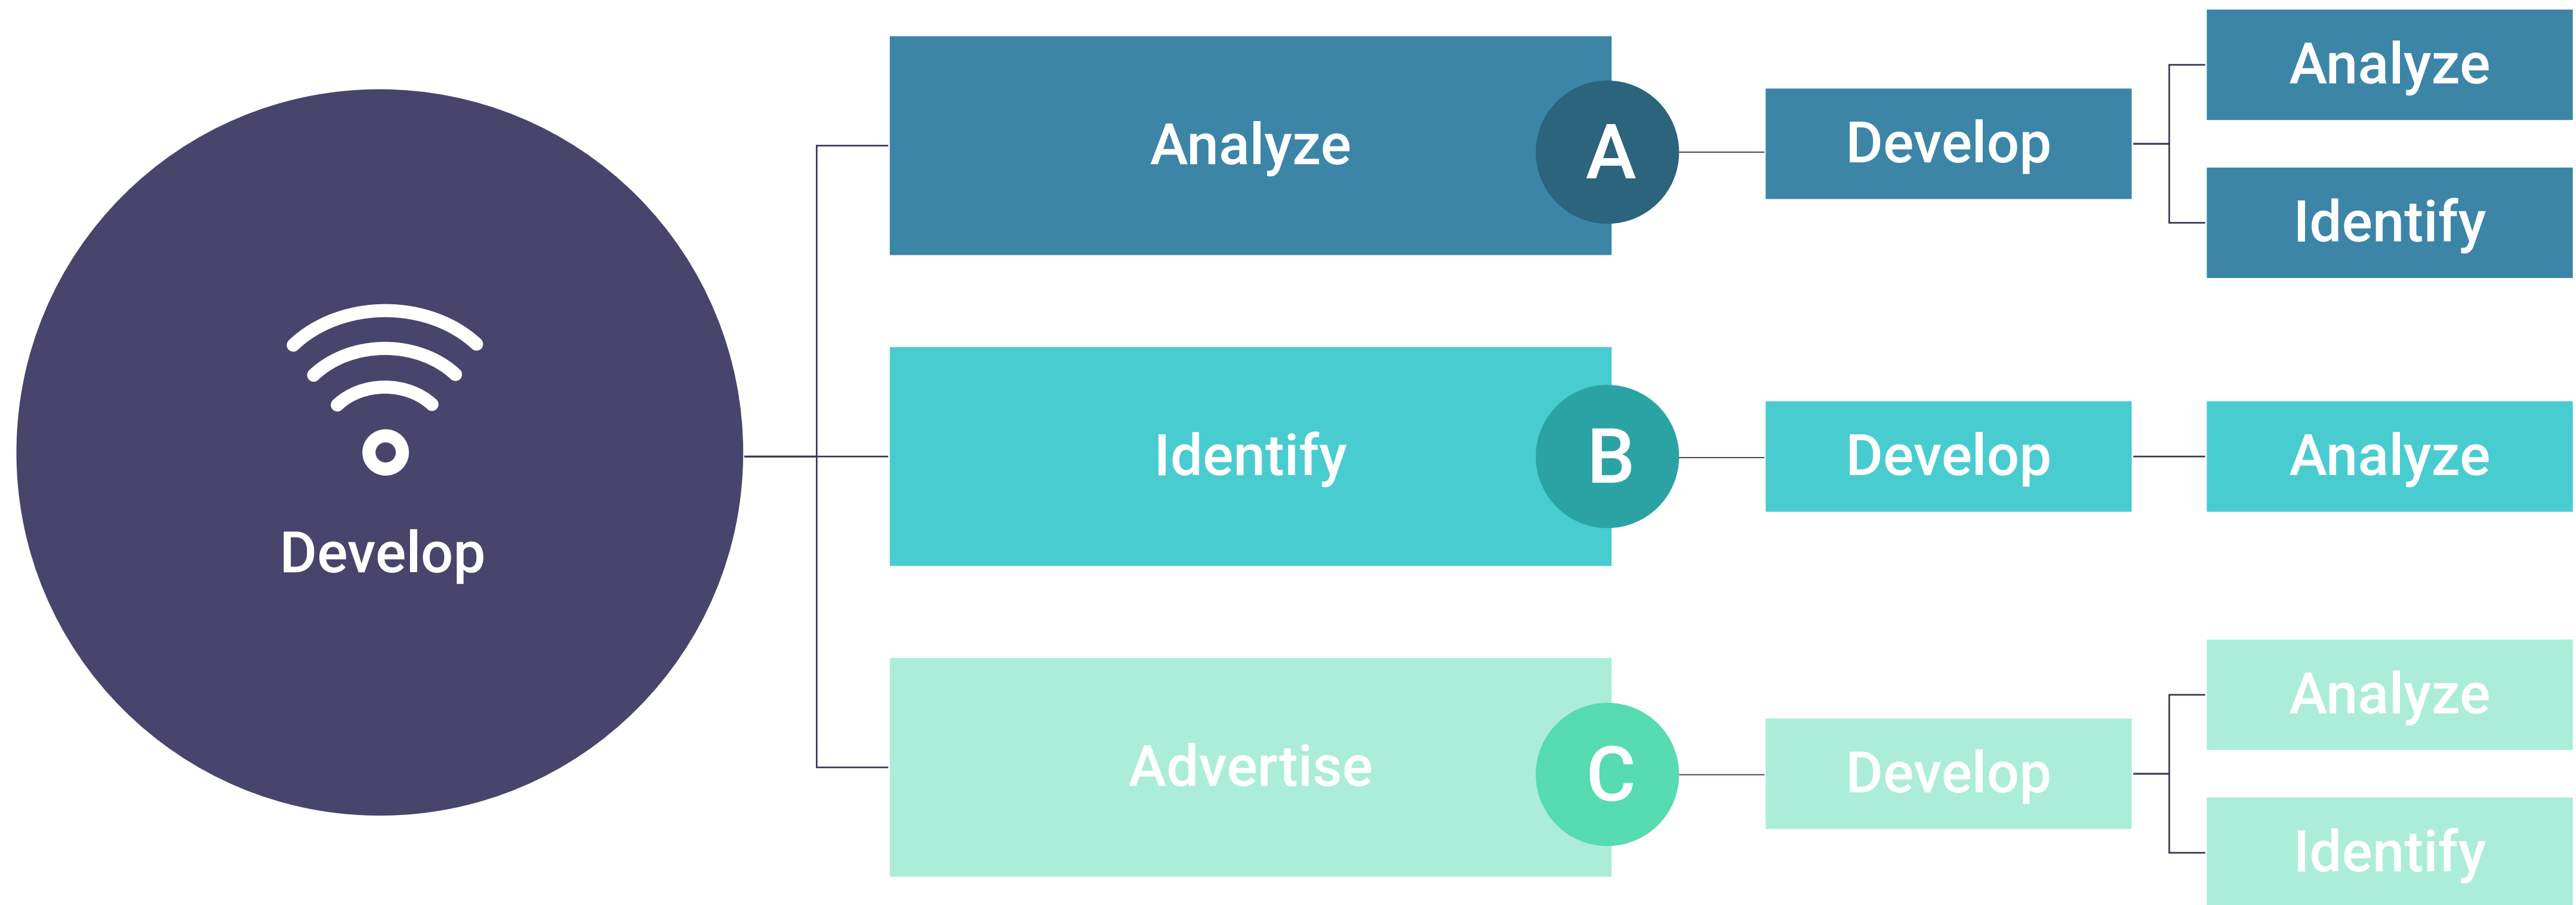 Develop
Analyze
A
Develop
Analyze
Identify
Identify
B
Develop
Analyze
Advertise
C
Develop
Analyze
Identify